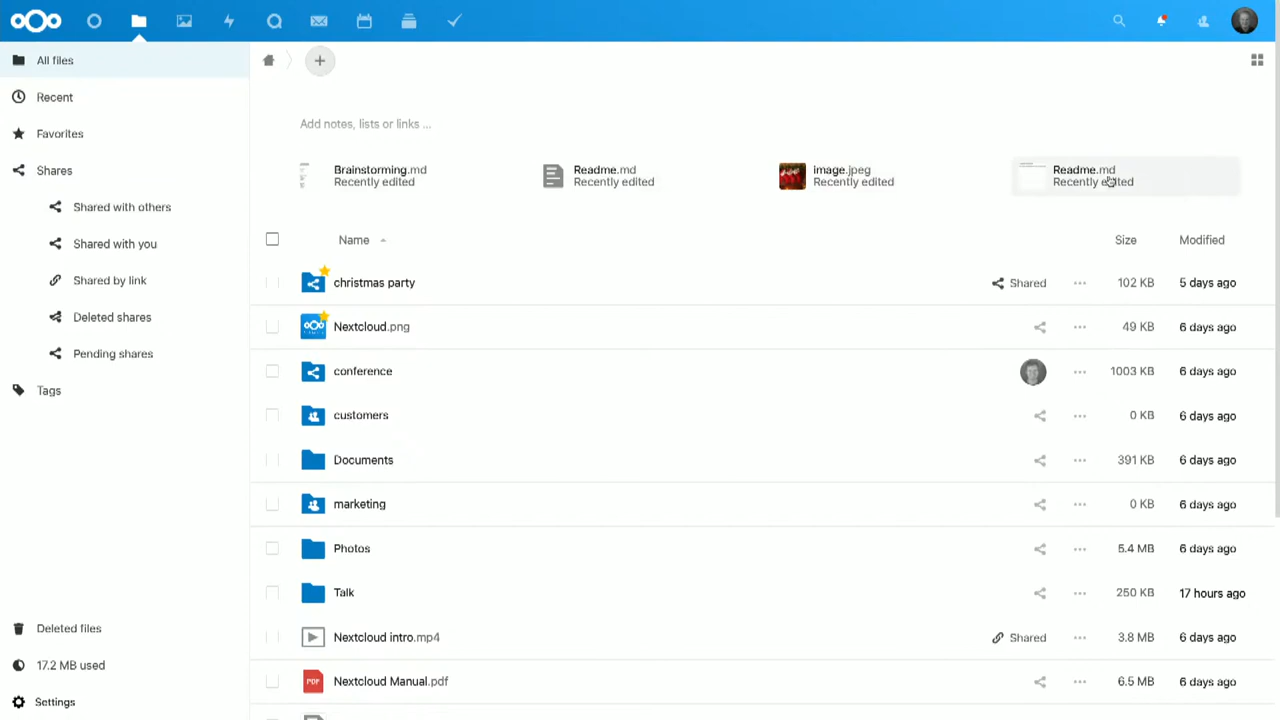 All files
Recent
Favorites
Shares
Shared with others
Shared with you
Shared by link
Deleted shares
Pending shares
Tags
Deleted files
17.2 MB used
Settings
Add notes, lists or links ...
Brainstorming.md
Recently edited
Readme.md
Recently edited
image.jpeg
Recently edited
Readme.md
Recently edited
Name Size Modified
christmas party Shared ... 102 KB 5 days ago
Nextcloud.png ... 49 KB 6 days ago
conference ... 1003 KB 6 days ago
customers ... 0 KB 6 days ago
Documents ... 391 KB 6 days ago
marketing ... 0 KB 6 days ago
Photos ... 5.4 MB 6 days ago
Talk ... 250 KB 17 hours ago
Nextcloud intro.mp4 Shared ... 3.8 MB 6 days ago
PDF Nextcloud Manual.pdf ... 6.5 MB 6 days ago